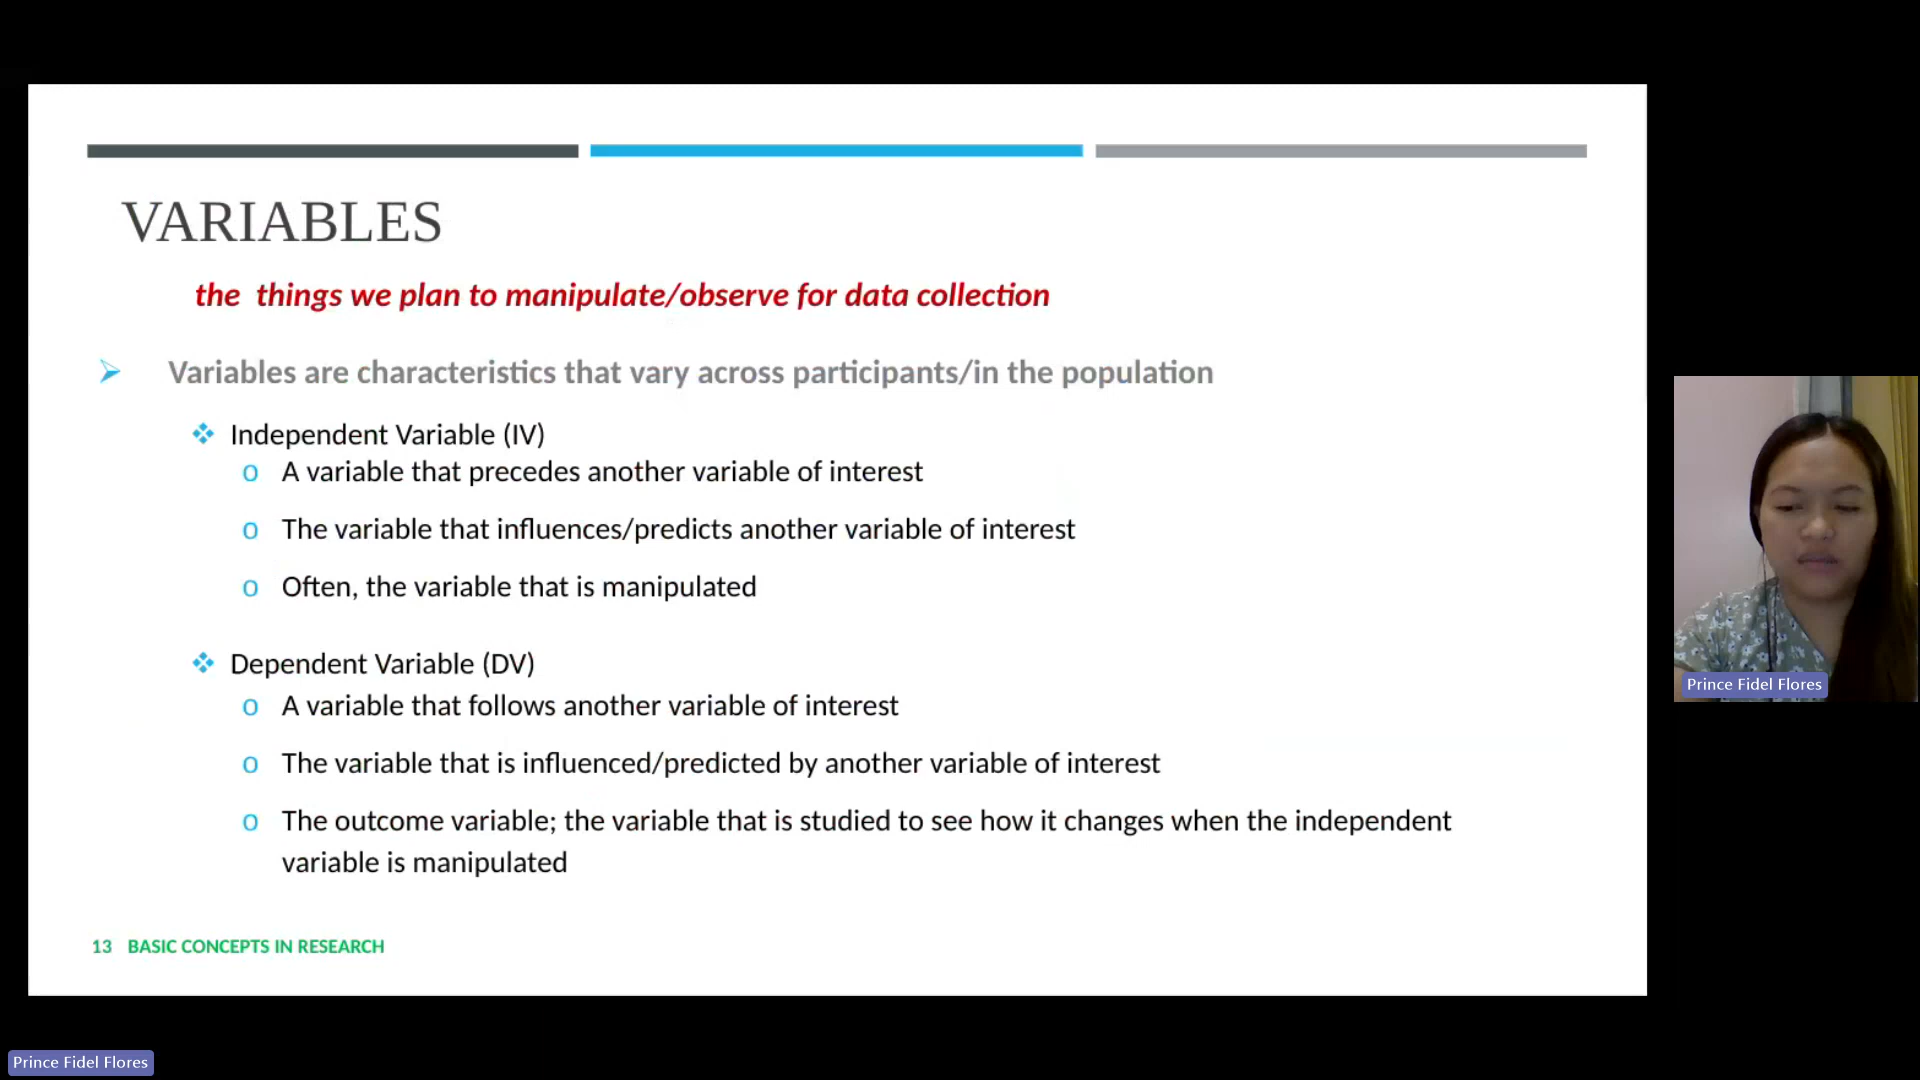 VARIABLES
the things we plan to manipulate/observe for data collection
Variables are characteristics that vary across participants/in the population
Independent Variable (IV)
o A variable that precedes another variable of interest
o The variable that influences/predicts another variable of interest
o Often, the variable that is manipulated
Dependent Variable (DV)
o A variable that follows another variable of interest
o The variable that is influenced/predicted by another variable of interest
o The outcome variable; the variable that is studied to see how it changes when the independent
variable is manipulated
13 BASIC CONCEPTS IN RESEARCH
Prince Fidel Flores
Prince Fidel Flores